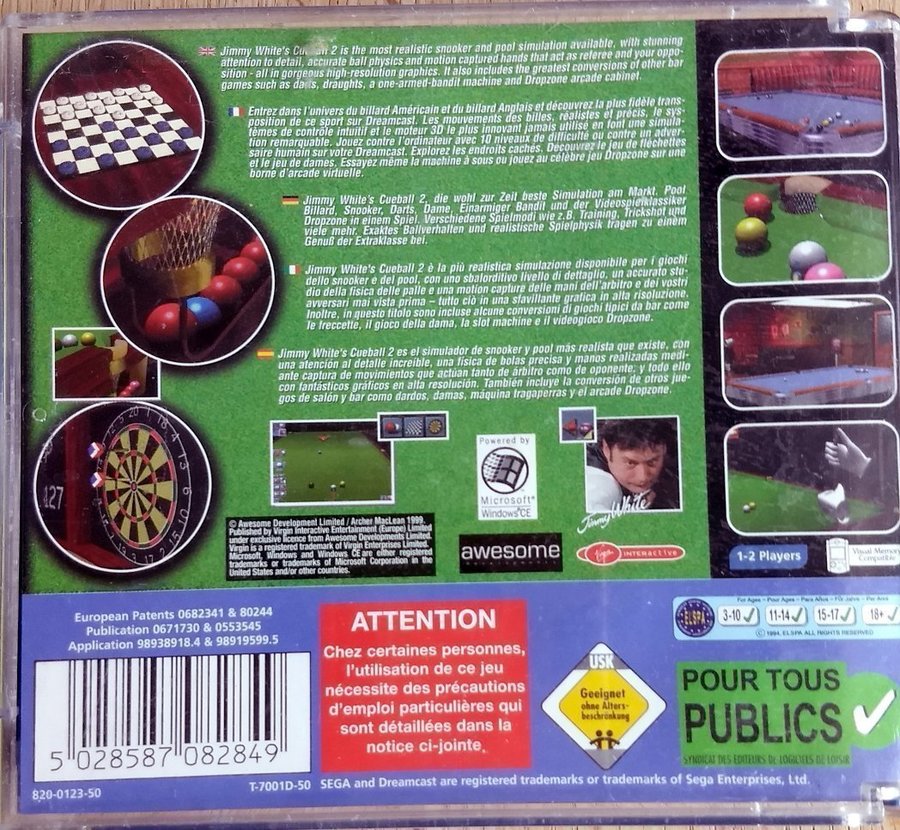 Jimmy White's Cueball 2 is the most realistic snooker and pool simulation available, with stunning
attention to detail, accurate ball physics and motion captured hands that act as referee and your oppo-
sition - all in gorgeous high-resolution graphics. It also includes the greatest conversions of other bar
games such as darts, draughts, a one-armed-bandit machine and Dropzone arcade cabinet.
Entrez dans l'univers du billard Américain et du billard Anglais et découvrez la plus fidèle trans-
position de ce sport sur Dreamcast. Les mouvements des billes, réalistes et précis, le sys-
tèmes de contrôle intuitif et le moteur 3D le plus innovant jamais utilisé en font une simula-
tion remarquable. Jouez contre l'ordinateur avec 10 niveaux de difficulté ou contre un adver-
saire humain sur votre Dreamcast. Explorez les endroits cachés. Découvrez le jeu de fléchettes
et le jeu de dames. Essayez même la machine à sous ou jouez au célèbre jeu Dropzone sur une
borne d'arcade virtuelle.
Jimmy White's Cueball 2, die wohl zur Zeit beste Simulation am Markt. Pool
Billard, Snooker, Darts, Dame, Einarmiger Bandit und der Videospielklassiker
Dropzone in einem Spiel. Verschiedene Spielmodi wie z.B. Training, Trickshot und
viele mehr. Exaktes Ballverhalten und realistische Spielphysik tragen zu einem
Genuß der Extraklasse bei.
Jimmy White's Cueball 2 è la più realistica simulazione disponibile per i giochi
dello snooker e del pool, con uno sbalorditivo livello di dettaglio, un accurato stu-
dio della fisica delle palle e una motion capture delle mani dell'arbitro e dei vostri
avversari mai vista prima – tutto ciò in una sfavillante grafica in alta risoluzione.
Inoltre, in questo titolo sono incluse alcune conversioni di giochi tipici da bar come
le freccette, il gioco della dama, la slot machine e il videogioco Dropzone.
Jimmy White's Cueball 2 es el simulador de snooker y pool más realista que existe, con
una atención al detalle increíble, una física de bolas precisa y manos realizadas medi-
ante captura de movimientos que actúan tanto de árbitro como de oponente, y todo ello
con fantásticos gráficos en alta resolución. También incluye la conversión de otros jue-
gos de salón y bar como dardos, damas, máquina tragaperras y el arcade Dropzone.
127
Powered by
Microsoft®
Windows®CE
Jimmy White
© Awesome Development Limited / Archer MacLean 1999.
Published by Virgin Interactive Entertainment (Europe) Limited
under exclusive licence from Awesome Developments Limited.
Virgin is a registered trademark of Virgin Enterprises Limited.
Microsoft, Windows and Windows CE are either registered
trademarks or trademarks of Microsoft Corporation in the
United States and/or other countries.
awesome
Virgin INTERACTIVE
1-2 Players
Visual Memory
Compatible
European Patents 0682341 & 80244
Publication 0671730 & 0553545
Application 98938918.4 & 98919599.5
5 028587 082849
820-0123-50
T-7001D-50
ATTENTION
Chez certaines personnes,
l'utilisation de ce jeu
nécessite des précautions
d'emploi particulières qui
sont détaillées dans la
notice ci-jointe.
USK
Geeignet
ohne Alters-
beschränkung
For Ages – Pour Ages – Para Años – Für Jahre – Per Anni
ELSPA 3-10 11-14 15-17 18+
© 1994, ELSPA ALL RIGHTS RESERVED
POUR TOUS
PUBLICS
SYNDICAT DES EDITEURS DE LOGICIELS DE LOISIR
SEGA and Dreamcast are registered trademarks or trademarks of Sega Enterprises, Ltd.